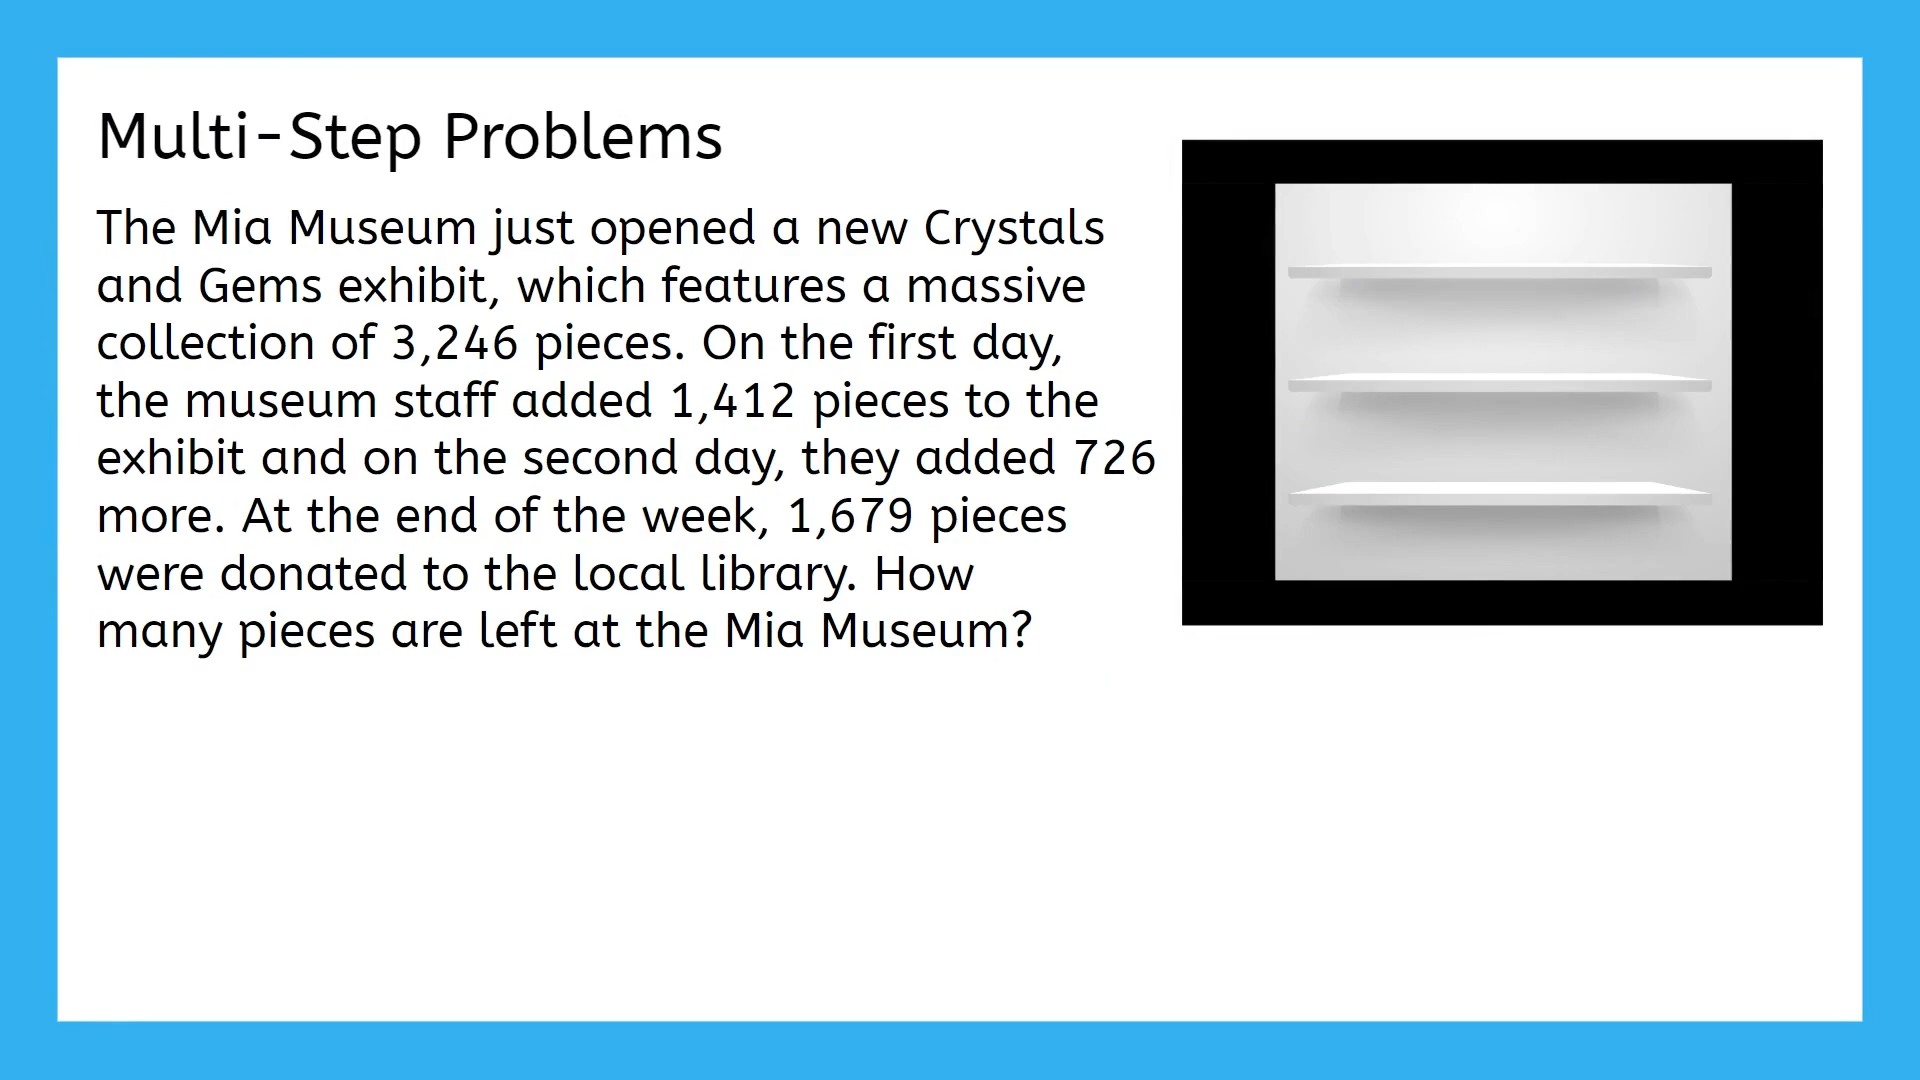 Multi-Step Problems
The Mia Museum just opened a new Crystals
and Gems exhibit, which features a massive
collection of 3,246 pieces. On the first day,
the museum staff added 1,412 pieces to the
exhibit and on the second day, they added 726
more. At the end of the week, 1,679 pieces
were donated to the local library. How
many pieces are left at the Mia Museum?